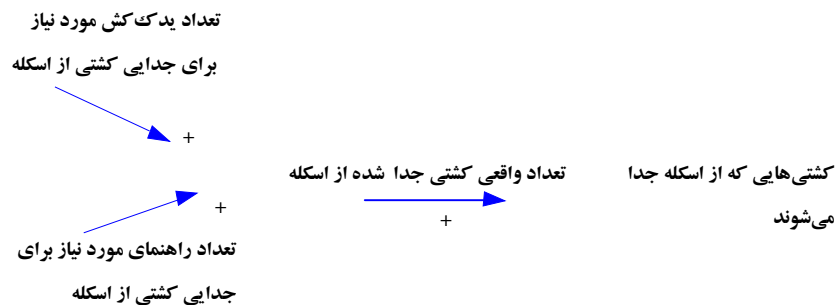 تعداد یدک‌کش مورد نیاز
برای جدایی کشتی از اسکله
+
کشتی‌هایی که از اسکله جدا
می‌شوند
تعداد واقعی کشتی جدا شده از اسکله
+
+
تعداد راهنمای مورد نیاز برای
جدایی کشتی از اسکله